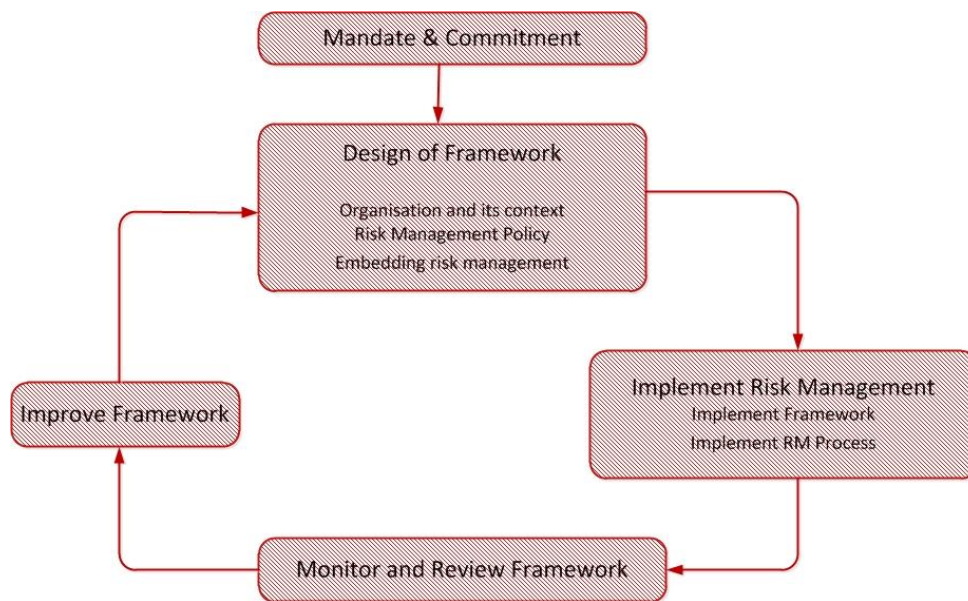 Mandate & Commitment
Design of Framework
Organisation and its context
Risk Management Policy
Embedding risk management
Implement Risk Management
Implement Framework
Implement RM Process
Improve Framework
Monitor and Review Framework